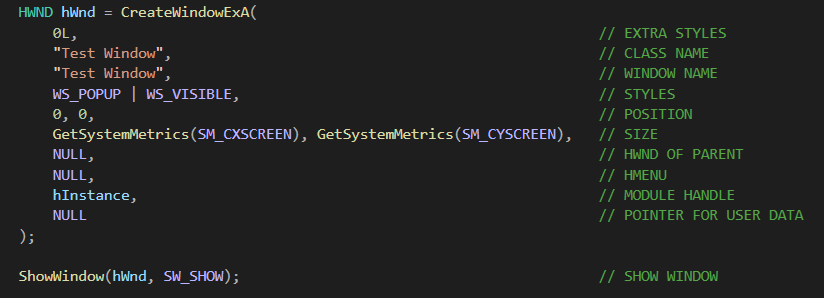 HWND hWnd = CreateWindowExA(
    0L,                                                                 // EXTRA STYLES
    "Test Window",                                                      // CLASS NAME
    "Test Window",                                                      // WINDOW NAME
    WS_POPUP | WS_VISIBLE,                                              // STYLES
    0, 0,                                                               // POSITION
    GetSystemMetrics(SM_CXSCREEN), GetSystemMetrics(SM_CYSCREEN),   // SIZE
    NULL,                                                               // HWND OF PARENT
    NULL,                                                               // HMENU
    hInstance,                                                          // MODULE HANDLE
    NULL                                                                // POINTER FOR USER DATA
);
ShowWindow(hWnd, SW_SHOW);                                              // SHOW WINDOW